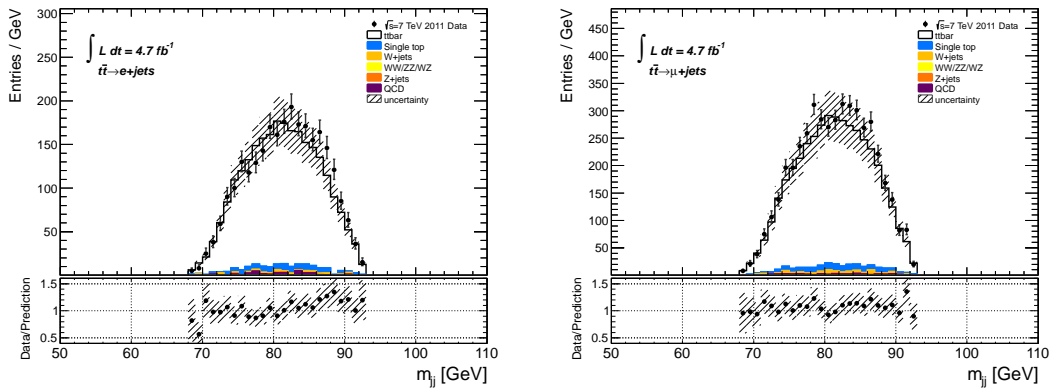 Entries / GeV
300
250
200
150
100
50
∫ L dt = 4.7 fb⁻¹
tt̄→e+jets
√s=7 TeV 2011 Data
ttbar
Single top
W+jets
WW/ZZ/WZ
Z+jets
QCD
uncertainty
Data/Prediction
1.5
1.0
0.5
50 60 70 80 90 100 110
m_jj [GeV]
Entries / GeV
450
400
350
300
250
200
150
100
50
∫ L dt = 4.7 fb⁻¹
tt̄→μ+jets
√s=7 TeV 2011 Data
ttbar
Single top
W+jets
WW/ZZ/WZ
Z+jets
QCD
uncertainty
Data/Prediction
1.5
1.0
0.5
50 60 70 80 90 100 110
m_jj [GeV]